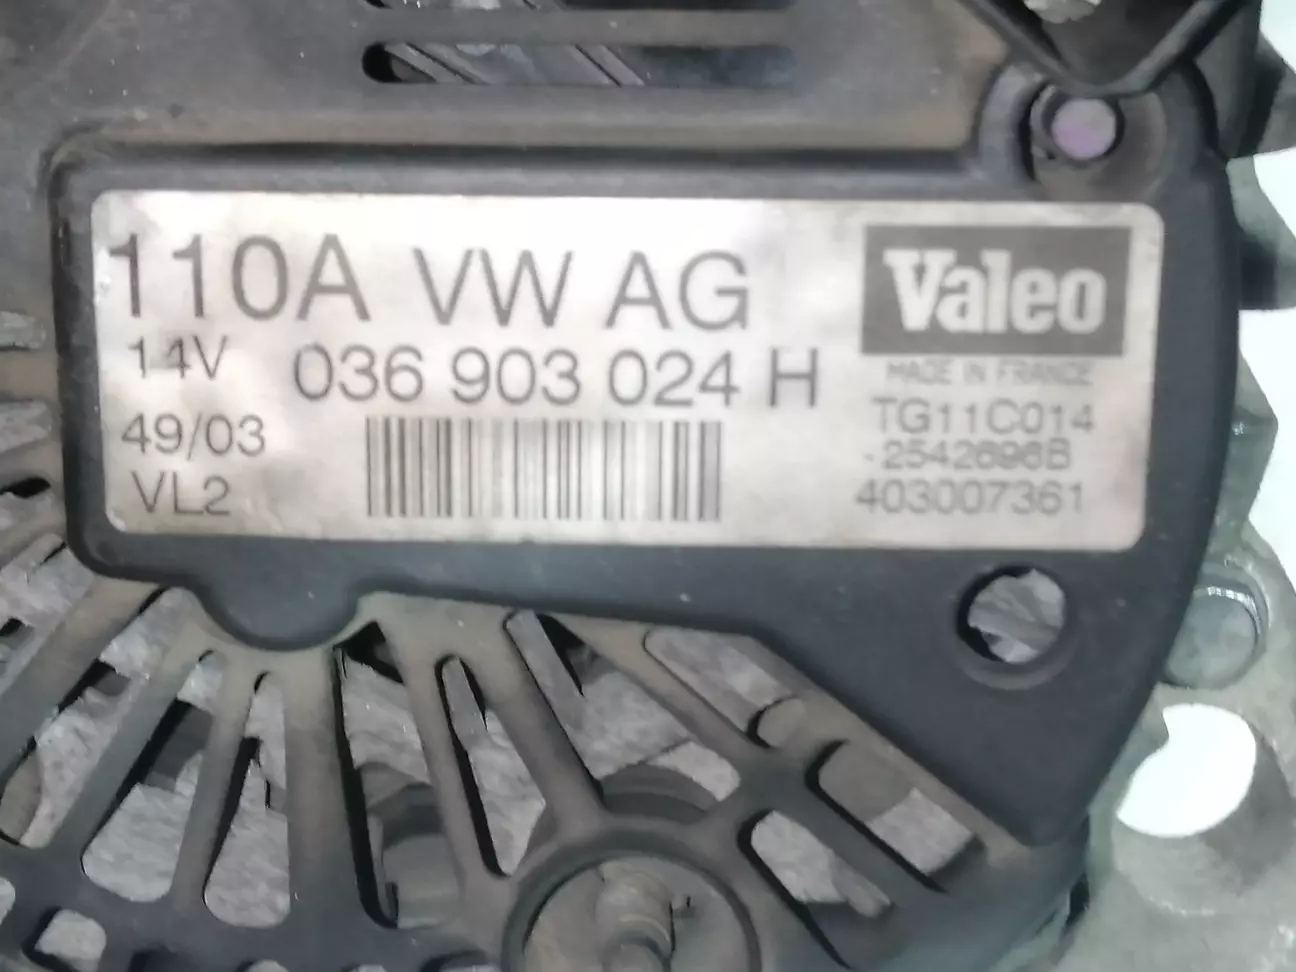 110A VW AG
Valeo
14V 036 903 024 H
MADE IN FRANCE
49/03
TG11C014
2542696B
VL2
403007361